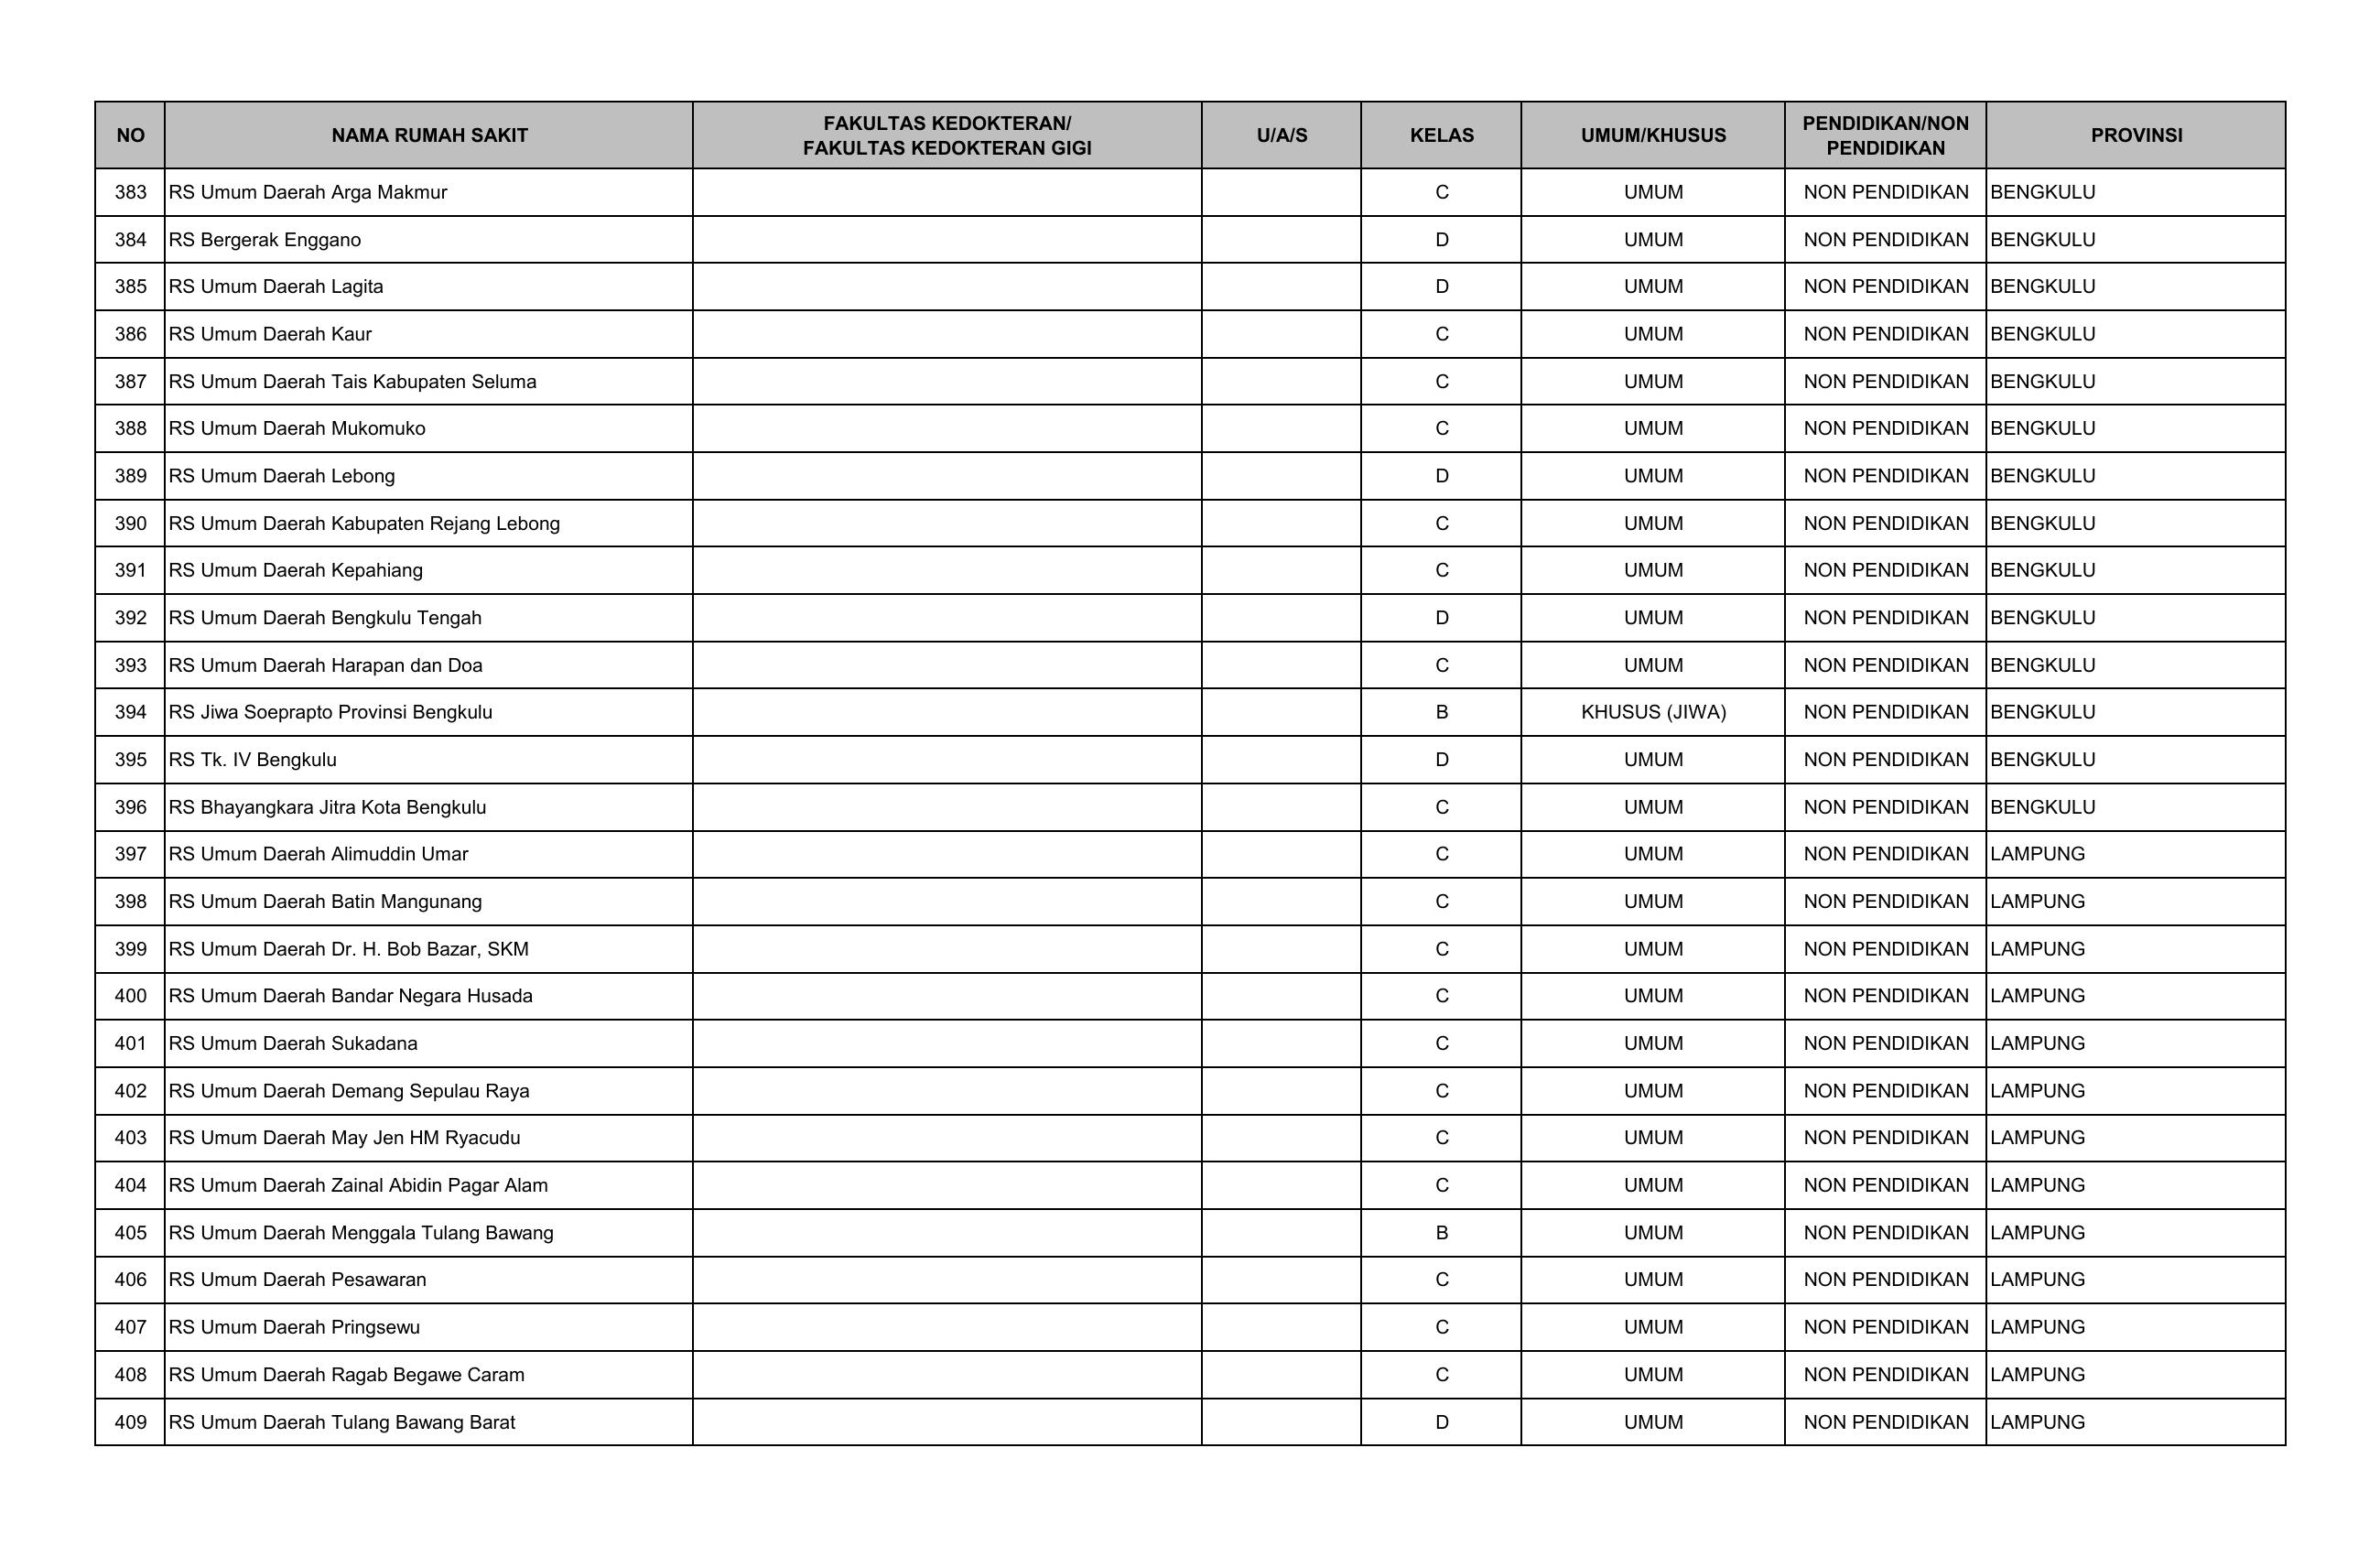 NO NAMA RUMAH SAKIT FAKULTAS KEDOKTERAN/ FAKULTAS KEDOKTERAN GIGI U/A/S KELAS UMUM/KHUSUS PENDIDIKAN/NON PENDIDIKAN PROVINSI
383 RS Umum Daerah Arga Makmur C UMUM NON PENDIDIKAN BENGKULU
384 RS Bergerak Enggano D UMUM NON PENDIDIKAN BENGKULU
385 RS Umum Daerah Lagita D UMUM NON PENDIDIKAN BENGKULU
386 RS Umum Daerah Kaur C UMUM NON PENDIDIKAN BENGKULU
387 RS Umum Daerah Tais Kabupaten Seluma C UMUM NON PENDIDIKAN BENGKULU
388 RS Umum Daerah Mukomuko C UMUM NON PENDIDIKAN BENGKULU
389 RS Umum Daerah Lebong D UMUM NON PENDIDIKAN BENGKULU
390 RS Umum Daerah Kabupaten Rejang Lebong C UMUM NON PENDIDIKAN BENGKULU
391 RS Umum Daerah Kepahiang C UMUM NON PENDIDIKAN BENGKULU
392 RS Umum Daerah Bengkulu Tengah D UMUM NON PENDIDIKAN BENGKULU
393 RS Umum Daerah Harapan dan Doa C UMUM NON PENDIDIKAN BENGKULU
394 RS Jiwa Soeprapto Provinsi Bengkulu B KHUSUS (JIWA) NON PENDIDIKAN BENGKULU
395 RS Tk. IV Bengkulu D UMUM NON PENDIDIKAN BENGKULU
396 RS Bhayangkara Jitra Kota Bengkulu C UMUM NON PENDIDIKAN BENGKULU
397 RS Umum Daerah Alimuddin Umar C UMUM NON PENDIDIKAN LAMPUNG
398 RS Umum Daerah Batin Mangunang C UMUM NON PENDIDIKAN LAMPUNG
399 RS Umum Daerah Dr. H. Bob Bazar, SKM C UMUM NON PENDIDIKAN LAMPUNG
400 RS Umum Daerah Bandar Negara Husada C UMUM NON PENDIDIKAN LAMPUNG
401 RS Umum Daerah Sukadana C UMUM NON PENDIDIKAN LAMPUNG
402 RS Umum Daerah Demang Sepulau Raya C UMUM NON PENDIDIKAN LAMPUNG
403 RS Umum Daerah May Jen HM Ryacudu C UMUM NON PENDIDIKAN LAMPUNG
404 RS Umum Daerah Zainal Abidin Pagar Alam C UMUM NON PENDIDIKAN LAMPUNG
405 RS Umum Daerah Menggala Tulang Bawang B UMUM NON PENDIDIKAN LAMPUNG
406 RS Umum Daerah Pesawaran C UMUM NON PENDIDIKAN LAMPUNG
407 RS Umum Daerah Pringsewu C UMUM NON PENDIDIKAN LAMPUNG
408 RS Umum Daerah Ragab Begawe Caram C UMUM NON PENDIDIKAN LAMPUNG
409 RS Umum Daerah Tulang Bawang Barat D UMUM NON PENDIDIKAN LAMPUNG